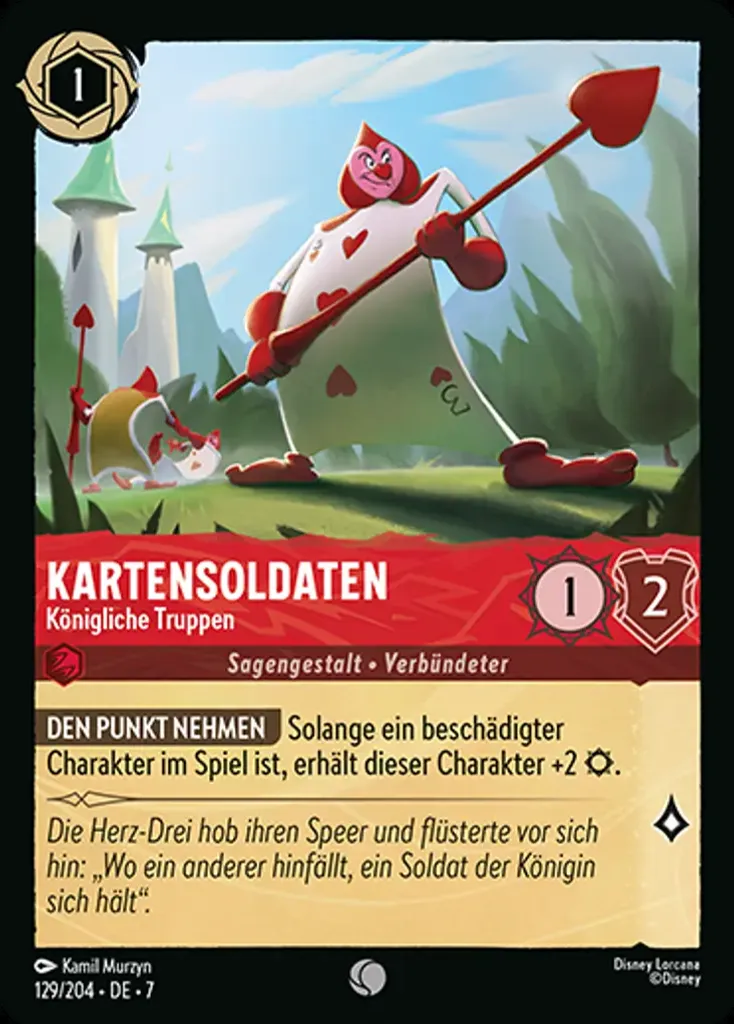 1
3
3
KARTENSOLDATEN
Königliche Truppen
1
2
Sagengestalt • Verbündeter
DEN PUNKT NEHMEN Solange ein beschädigter
Charakter im Spiel ist, erhält dieser Charakter +2 .
Die Herz-Drei hob ihren Speer und flüsterte vor sich
hin: „Wo ein anderer hinfällt, ein Soldat der Königin
sich hält“.
Kamil Murzyn
129/204 • DE • 7
Disney Lorcana
©Disney